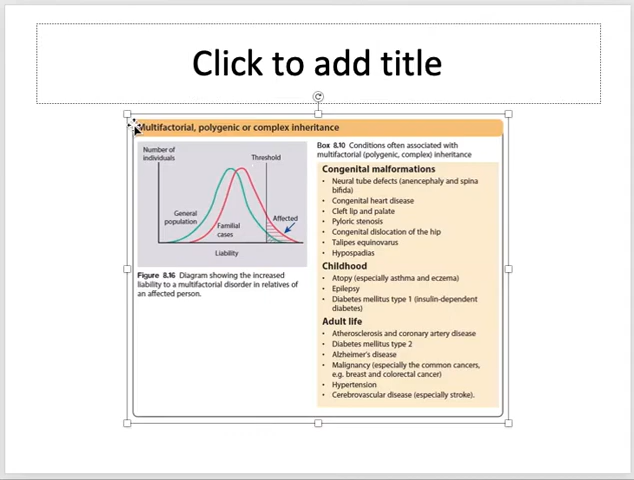 Click to add title
Multifactorial, polygenic or complex inheritance
Number of
individuals
Threshold
General
population
Familial
cases
Affected
Liability
Figure 8.16 Diagram showing the increased
liability to a multifactorial disorder in relatives of
an affected person.
Box 8.10 Conditions often associated with
multifactorial (polygenic, complex) inheritance
Congenital malformations
• Neural tube defects (anencephaly and spina
bifida)
• Congenital heart disease
• Cleft lip and palate
• Pyloric stenosis
• Congenital dislocation of the hip
• Talipes equinovarus
• Hypospadias
Childhood
• Atopy (especially asthma and eczema)
• Epilepsy
• Diabetes mellitus type 1 (insulin-dependent
diabetes)
Adult life
• Atherosclerosis and coronary artery disease
• Diabetes mellitus type 2
• Alzheimer's disease
• Malignancy (especially the common cancers,
e.g. breast and colorectal cancer)
• Hypertension
• Cerebrovascular disease (especially stroke).